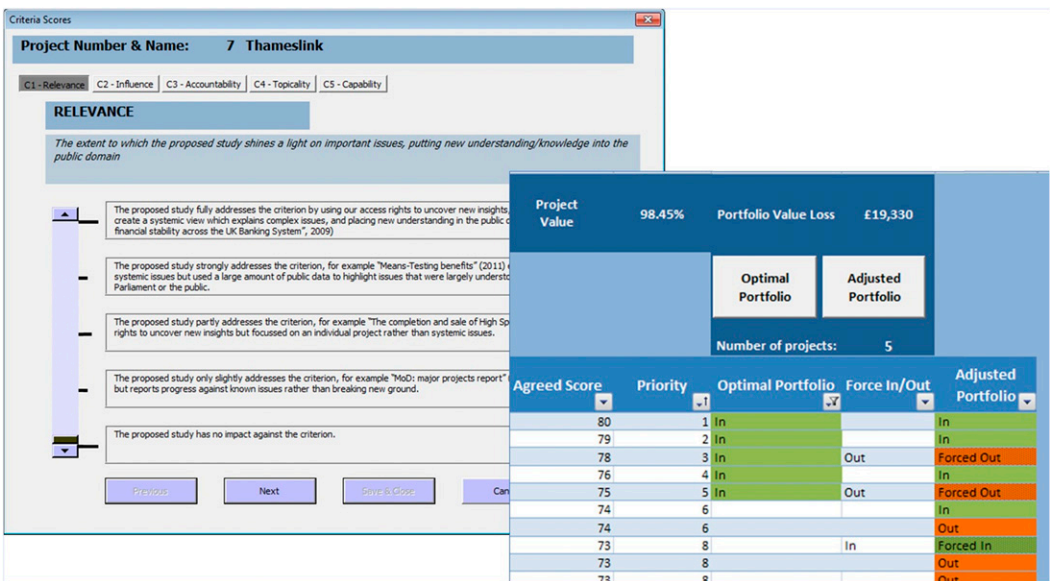 Criteria Scores
Project Number & Name: 7 Thameslink
C1 - Relevance C2 - Influence C3 - Accountability C4 - Topicality C5 - Capability
RELEVANCE
The extent to which the proposed study shines a light on important issues, putting new understanding/knowledge into the
public domain
The proposed study fully addresses the criterion by using our access rights to uncover new insights,
create a systemic view which explains complex issues, and placing new understanding in the public
financial stability across the UK Banking System", 2009)
The proposed study strongly addresses the criterion, for example "Means-Testing benefits" (2011)
systemic issues but used a large amount of public data to highlight issues that were largely
Parliament or the public.
The proposed study partly addresses the criterion, for example "The completion and sale of High
rights to uncover new insights but focussed on an individual project rather than systemic issues.
The proposed study only slightly addresses the criterion, for example "MoD: major projects report"
but reports progress against known issues rather than breaking new ground.
The proposed study has no impact against the criterion.
Previous Next Save & Close Can
Project
Value 98.45% Portfolio Value Loss £19,330
Optimal
Portfolio
Adjusted
Portfolio
Number of projects: 5
Agreed Score Priority Optimal Portfolio Force In/Out Adjusted
Portfolio
80 1 In In
79 2 In In
78 3 In Out Forced Out
76 4 In In
75 5 In Out Forced Out
74 6 In
74 6 Out
73 8 In Forced In
73 8 Out
73 8 Out